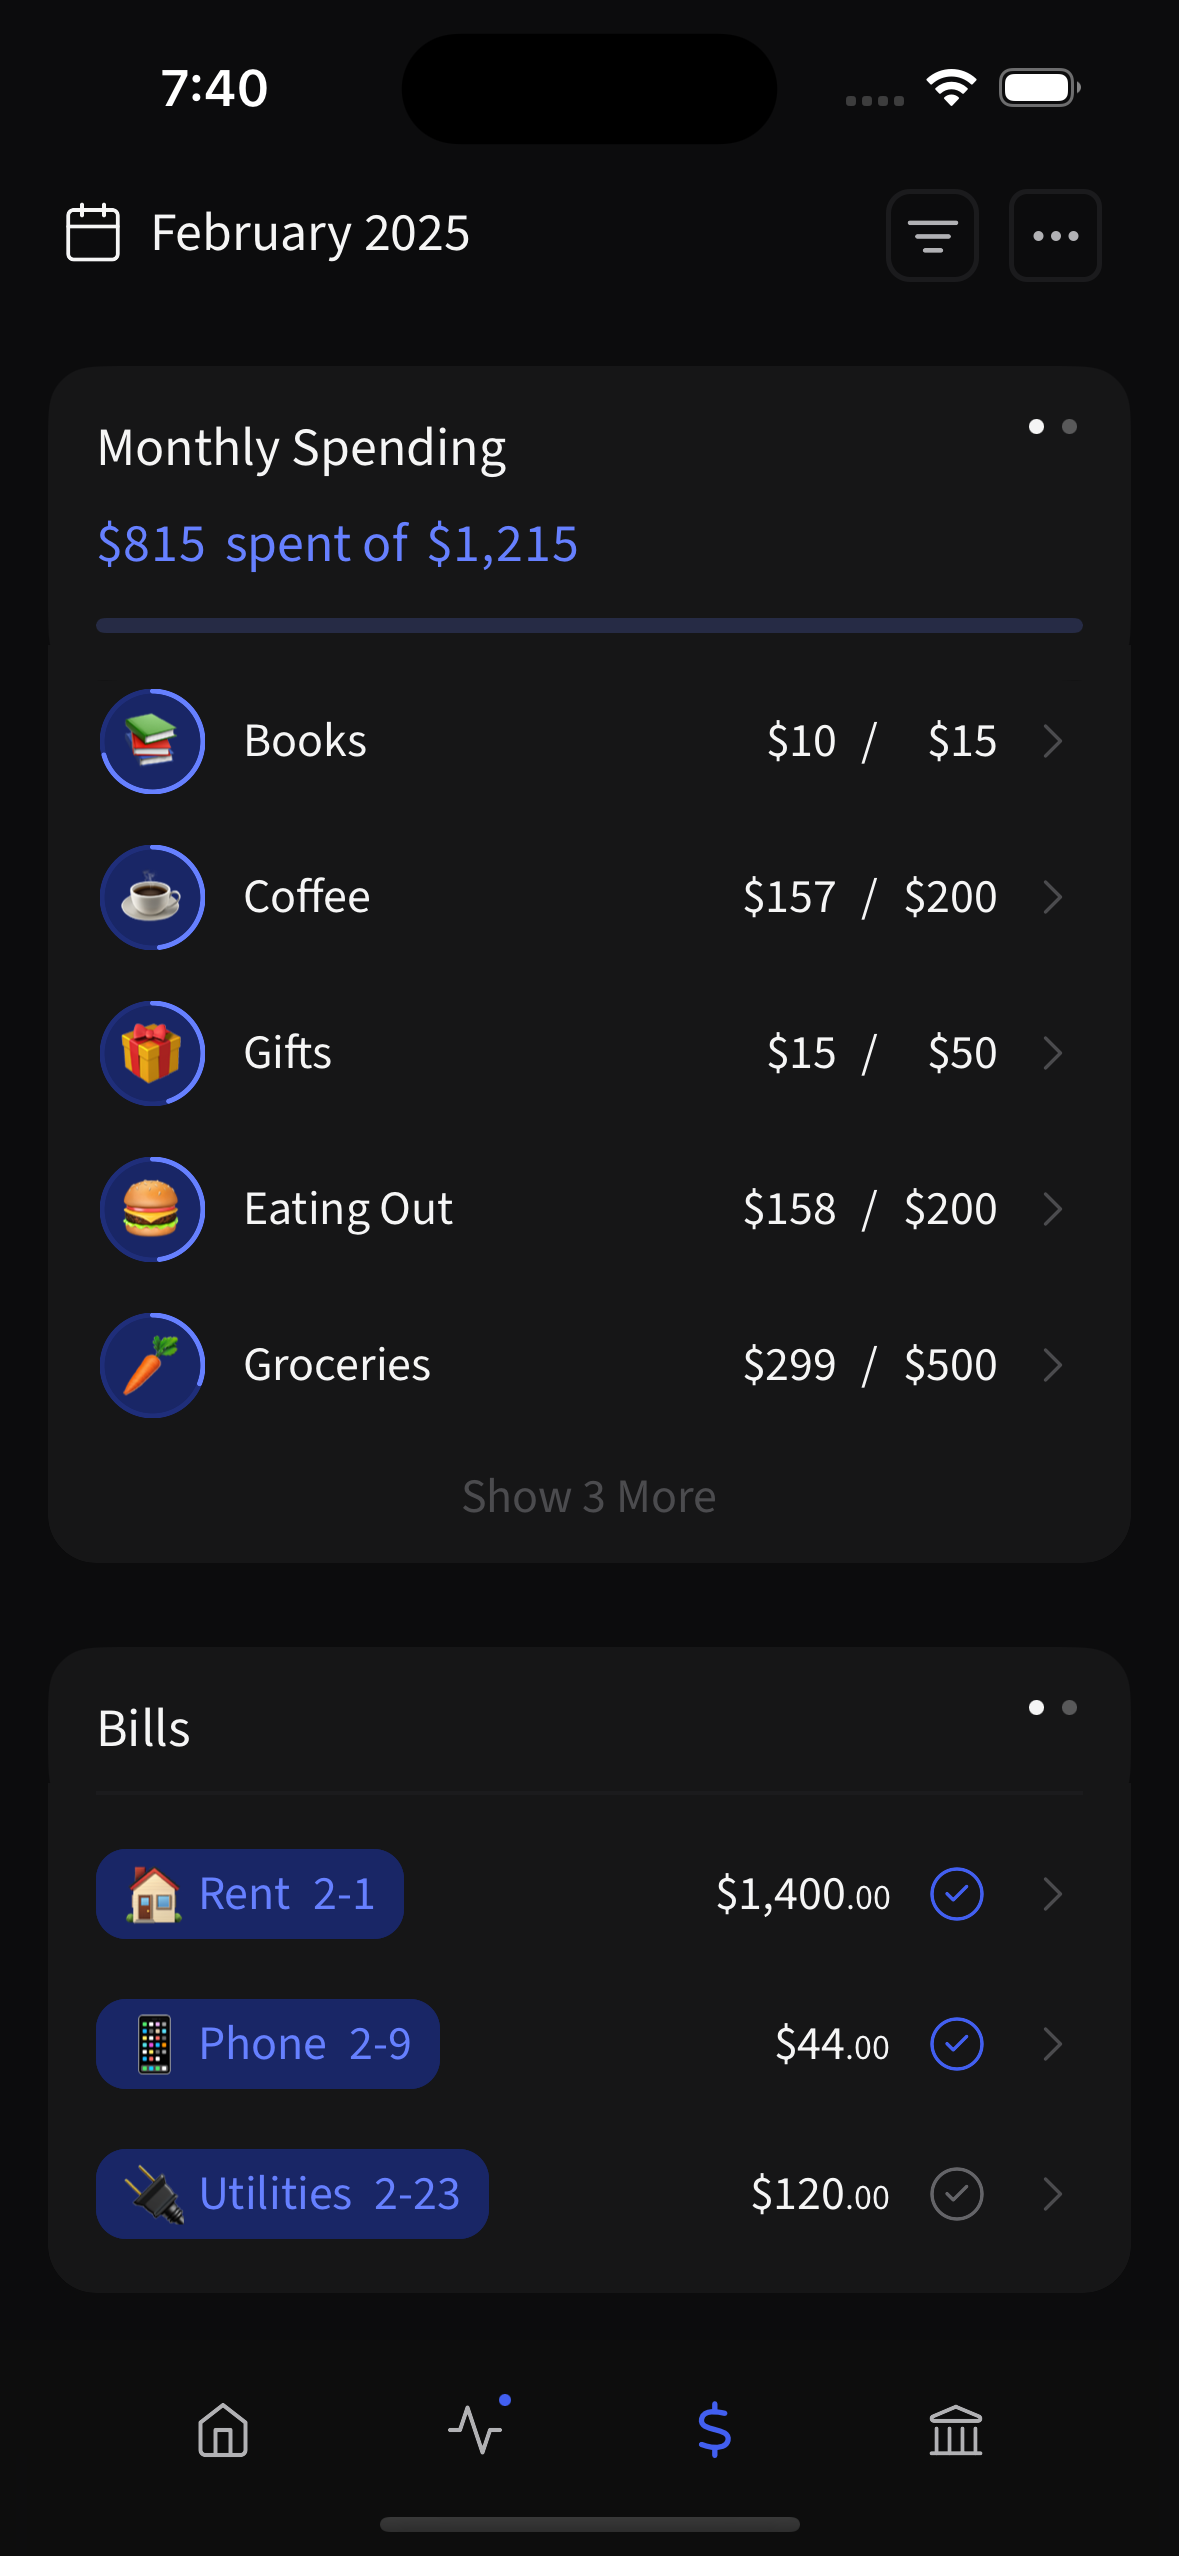 7:40
February 2025
Monthly Spending
$815 spent of $1,215
Books $10 / $15
Coffee $157 / $200
Gifts $15 / $50
Eating Out $158 / $200
Groceries $299 / $500
Show 3 More
Bills
Rent 2-1 $1,400.00
Phone 2-9 $44.00
Utilities 2-23 $120.00